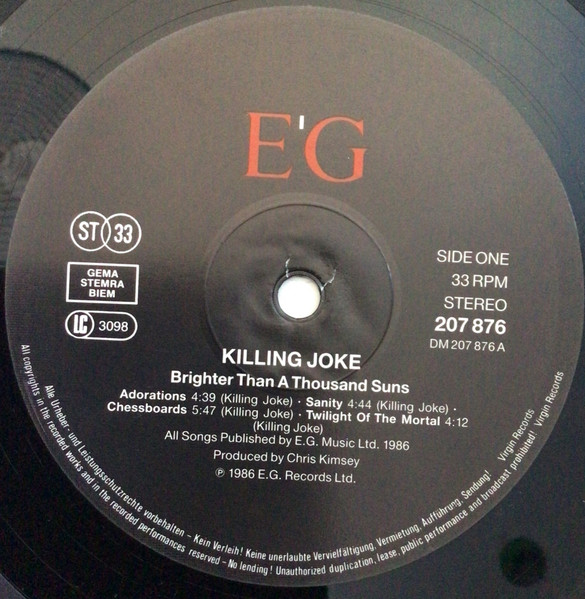 E'G
ST 33
GEMA
STEMRA
BIEM
LC 3098
SIDE ONE
33 RPM
STEREO
207 876
DM 207 876 A
KILLING JOKE
Brighter Than A Thousand Suns
Adorations 4:39 (Killing Joke) · Sanity 4:44 (Killing Joke) ·
Chessboards 5:47 (Killing Joke) · Twilight Of The Mortal 4:12
(Killing Joke)
All Songs Published by E.G. Music Ltd. 1986
Produced by Chris Kimsey
℗ 1986 E.G. Records Ltd.
Alle Urheber- und Leistungsschutzrechte vorbehalten – Kein Verleih! Keine unerlaubte Vervielfältigung, Vermietung, Aufführung, Sendung! Virgin Records
All copyrights in the recorded works and in the recorded performances reserved – No lending! Unauthorized duplication, lease, public performance and broadcast prohibited! Virgin Records